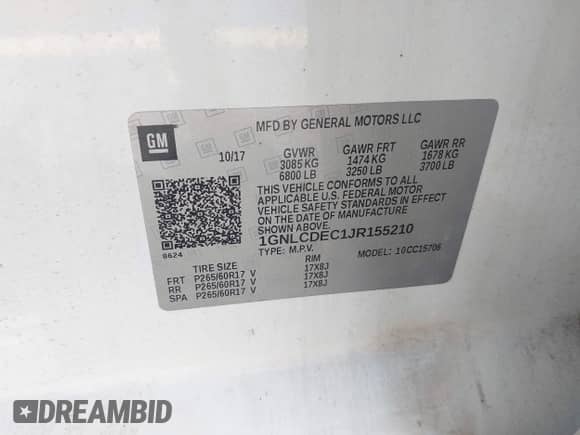 GM
MFD BY GENERAL MOTORS LLC
10/17 GVWR GAWR FRT GAWR RR
3085 KG 1474 KG 1678 KG
6800 LB 3250 LB 3700 LB
THIS VEHICLE CONFORMS TO ALL
APPLICABLE U.S. FEDERAL MOTOR
VEHICLE SAFETY STANDARDS IN EFFECT
ON THE DATE OF MANUFACTURE
SHOWN ABOVE.
1GNLCDEC1JR155210
TYPE: M.P.V. MODEL: 10CC15706
8624
TIRE SIZE RIM
FRT P265/60R17 V 17X8J
RR P265/60R17 V 17X8J
SPA P265/60R17 V 17X8J
DREAMBID